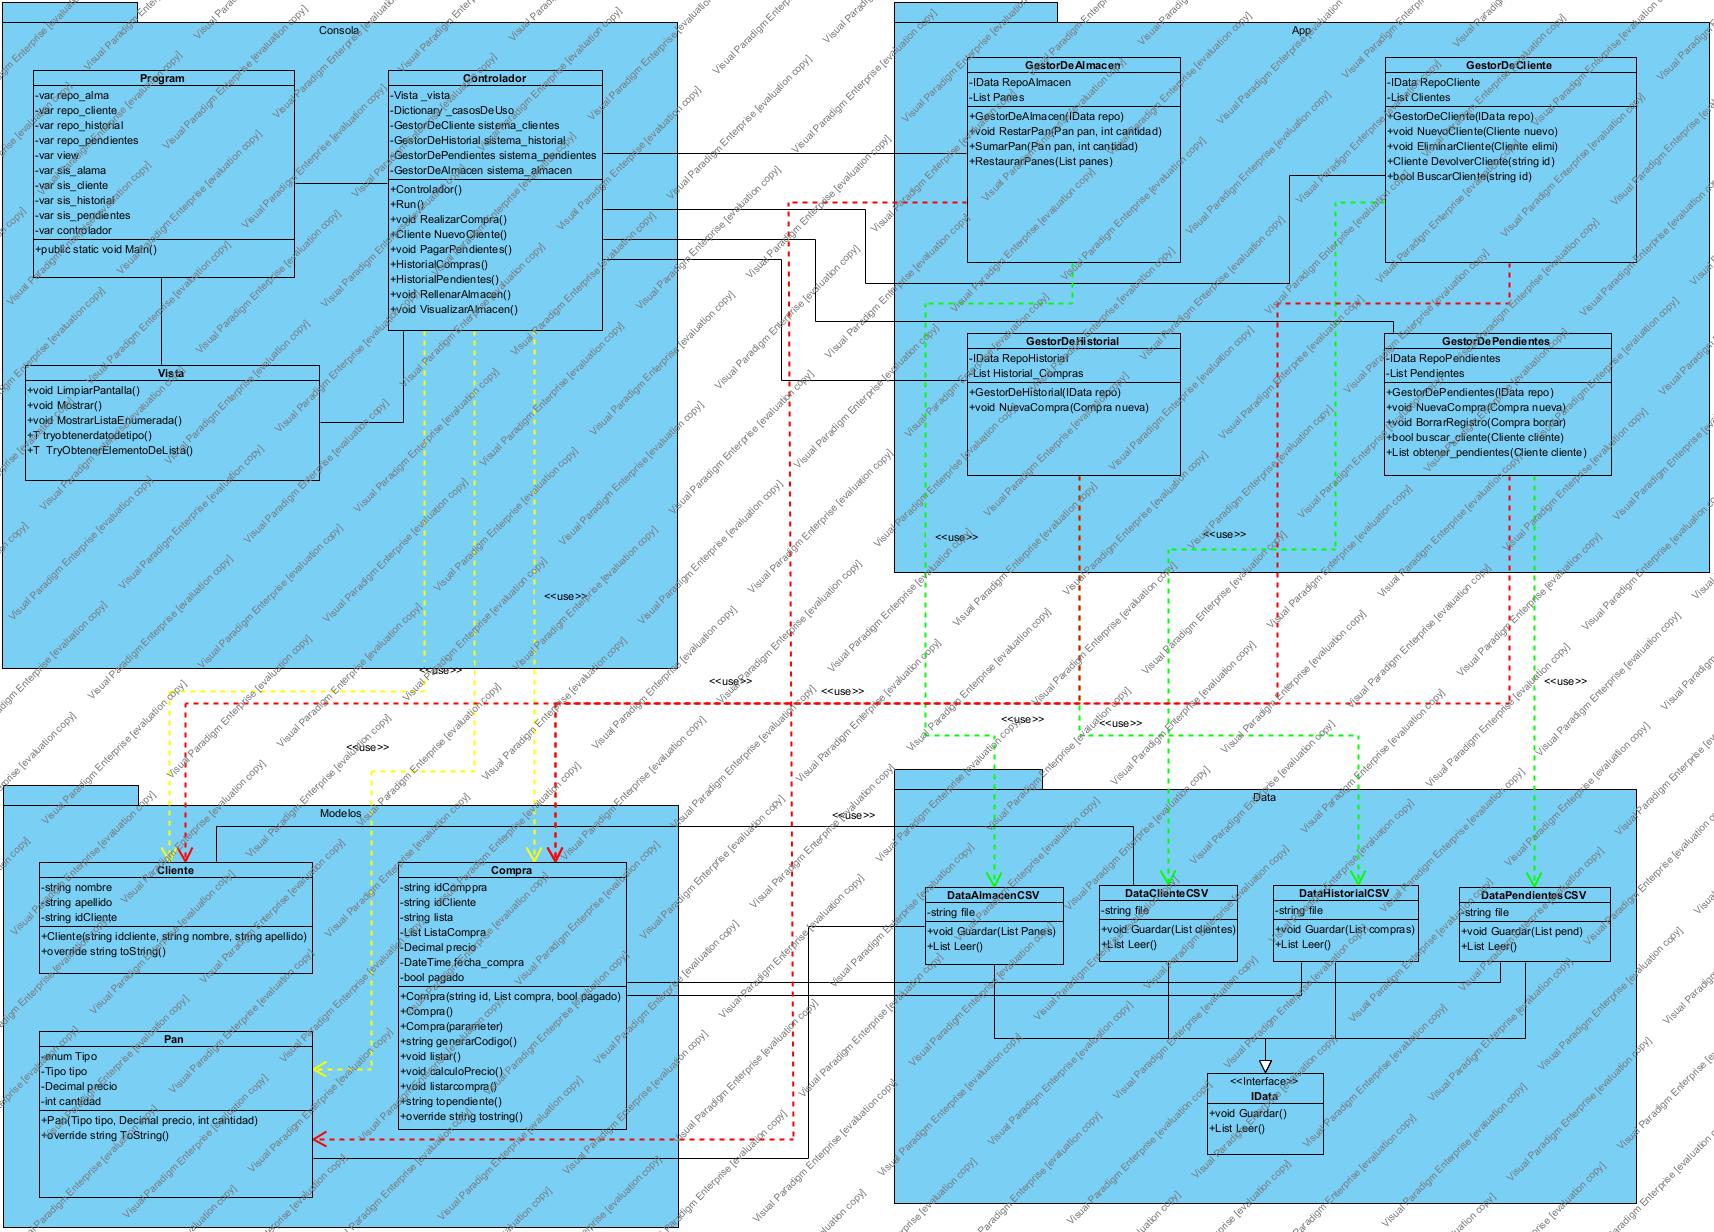 Consola
Program
-var repo_alma
-var repo_cliente
-var repo_historial
-var repo_pendientes
-var view
-var sis_alama
-var sis_cliente
-var sis_historial
-var sis_pendientes
-var controlador
+public static void Main()
Controlador
-Vista _vista
-Dictionary _casosDeUso
-GestorDeCliente sistema_clientes
-GestorDeHistorial sistema_historial
-GestorDePendientes sistema_pendientes
-GestorDeAlmacen sistema_almacen
+Controlador()
+Run()
+void RealizarCompra()
+Cliente NuevoCliente()
+void PagarPendientes()
+HistorialCompras()
+HistorialPendientes()
+void RellenarAlmacen()
+void VisualizarAlmacen()
Vista
+void LimpiarPantalla()
+void Mostrar()
+void MostrarListaEnumerada()
+T tryobtenerdatodetipo()
+T  TryObtenerElementoDeLista()
App
GestorDeAlmacen
-IData RepoAlmacen
-List Panes
+GestorDeAlmacen(IData repo)
+void RestarPan(Pan pan, int cantidad)
+SumarPan(Pan pan, int cantidad)
+RestaurarPanes(List panes)
GestorDeCliente
-IData RepoCliente
-List Clientes
+GestorDeCliente(IData repo)
+void NuevoCliente(Cliente nuevo)
+void EliminarCliente(Cliente elimi)
+Cliente DevolverCliente(string id)
+bool BuscarCliente(string id)
GestorDeHistorial
-IData RepoHistorial
-List Historial_Compras
+GestorDeHistorial(IData repo)
+void NuevaCompra(Compra nueva)
GestorDePendientes
-IData RepoPendientes
-List Pendientes
+GestorDePendientes(IData repo)
+void NuevaCompra(Compra nueva)
+void BorrarRegistro(Compra borrar)
+bool buscar_cliente(Cliente cliente)
+List obtener_pendientes(Cliente cliente)
<<use>>
<<use>>
<<use>>
<<use>>
<<use>>
<<use>>
<<use>>
<<use>>
<<use>>
<<use>>
<<use>>
Modelos
Cliente
-string nombre
-string apellido
-string idCliente
+Cliente(string idcliente, string nombre, string apellido)
+override string toString()
Compra
-string idComppra
-string idCliente
-string lista
-List ListaCompra
-Decimal precio
-DateTime fecha_compra
-bool pagado
+Compra(string id, List compra, bool pagado)
+Compra()
+Compra(parameter)
+string generarCodigo()
+void listar()
+void calculoPrecio()
+void listarcompra()
+string topendiente()
+override string tostring()
Pan
-enum Tipo
-Tipo tipo
-Decimal precio
-int cantidad
+Pan(Tipo tipo, Decimal precio, int cantidad)
+override string ToString()
Data
DataAlmacenCSV
-string file
+void Guardar(List Panes)
+List Leer()
DataClienteCSV
-string file
+void Guardar(List clientes)
+List Leer()
DataHistorialCSV
-string file
+void Guardar(List compras)
+List Leer()
DataPendientesCSV
-string file
+void Guardar(List pend)
+List Leer()
<<Interface>>
IData
+void Guardar()
+List Leer()
Visual Paradigm Enterprise [evaluation copy]